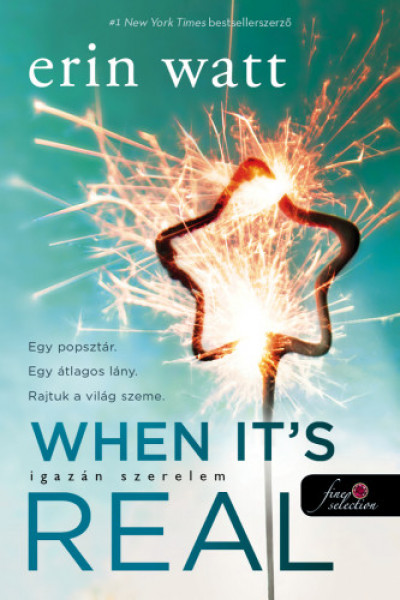 #1 New York Times bestsellerszerző
erin watt
Egy popsztár.
Egy átlagos lány.
Rajtuk a világ szeme.
WHEN IT'S
igazán szerelem
REAL
fine
selection